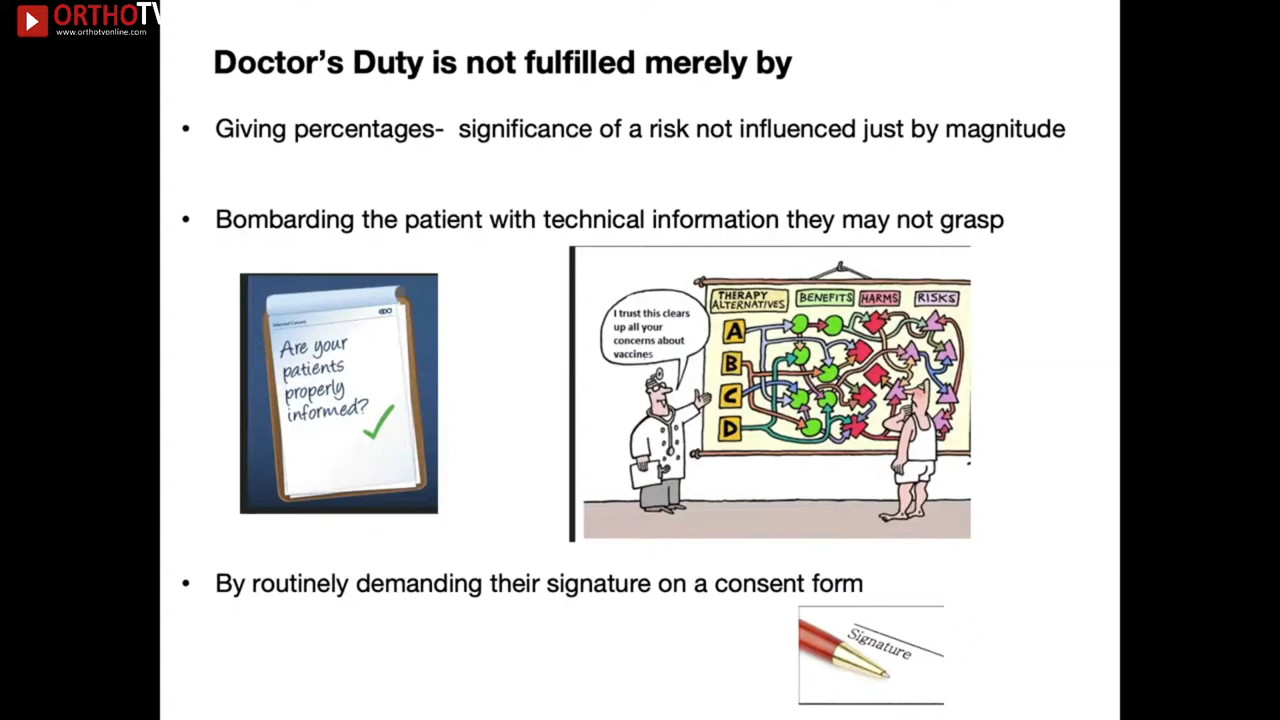 ORTHOTV
www.orthotvonline.com
Doctor's Duty is not fulfilled merely by
• Giving percentages- significance of a risk not influenced just by magnitude
• Bombarding the patient with technical information they may not grasp
Are your
patients
properly
informed?
I trust this clears
up all your
concerns about
vaccines
THERAPY
ALTERNATIVES
BENEFITS
HARMS
RISKS
A
B
C
D
• By routinely demanding their signature on a consent form
Signature